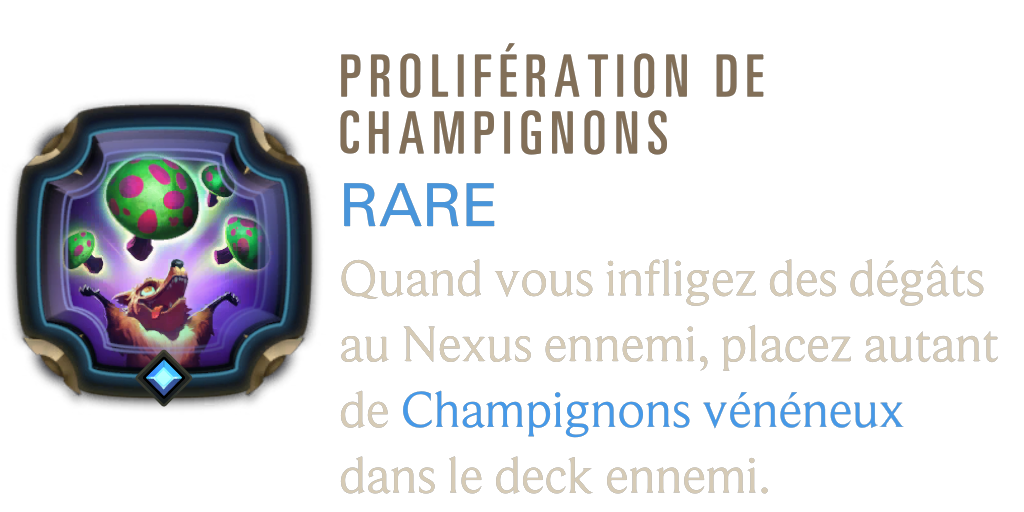 PROLIFÉRATION DE
CHAMPIGNONS
RARE
Quand vous infligez des dégâts
au Nexus ennemi, placez autant
de Champignons vénéneux
dans le deck ennemi.